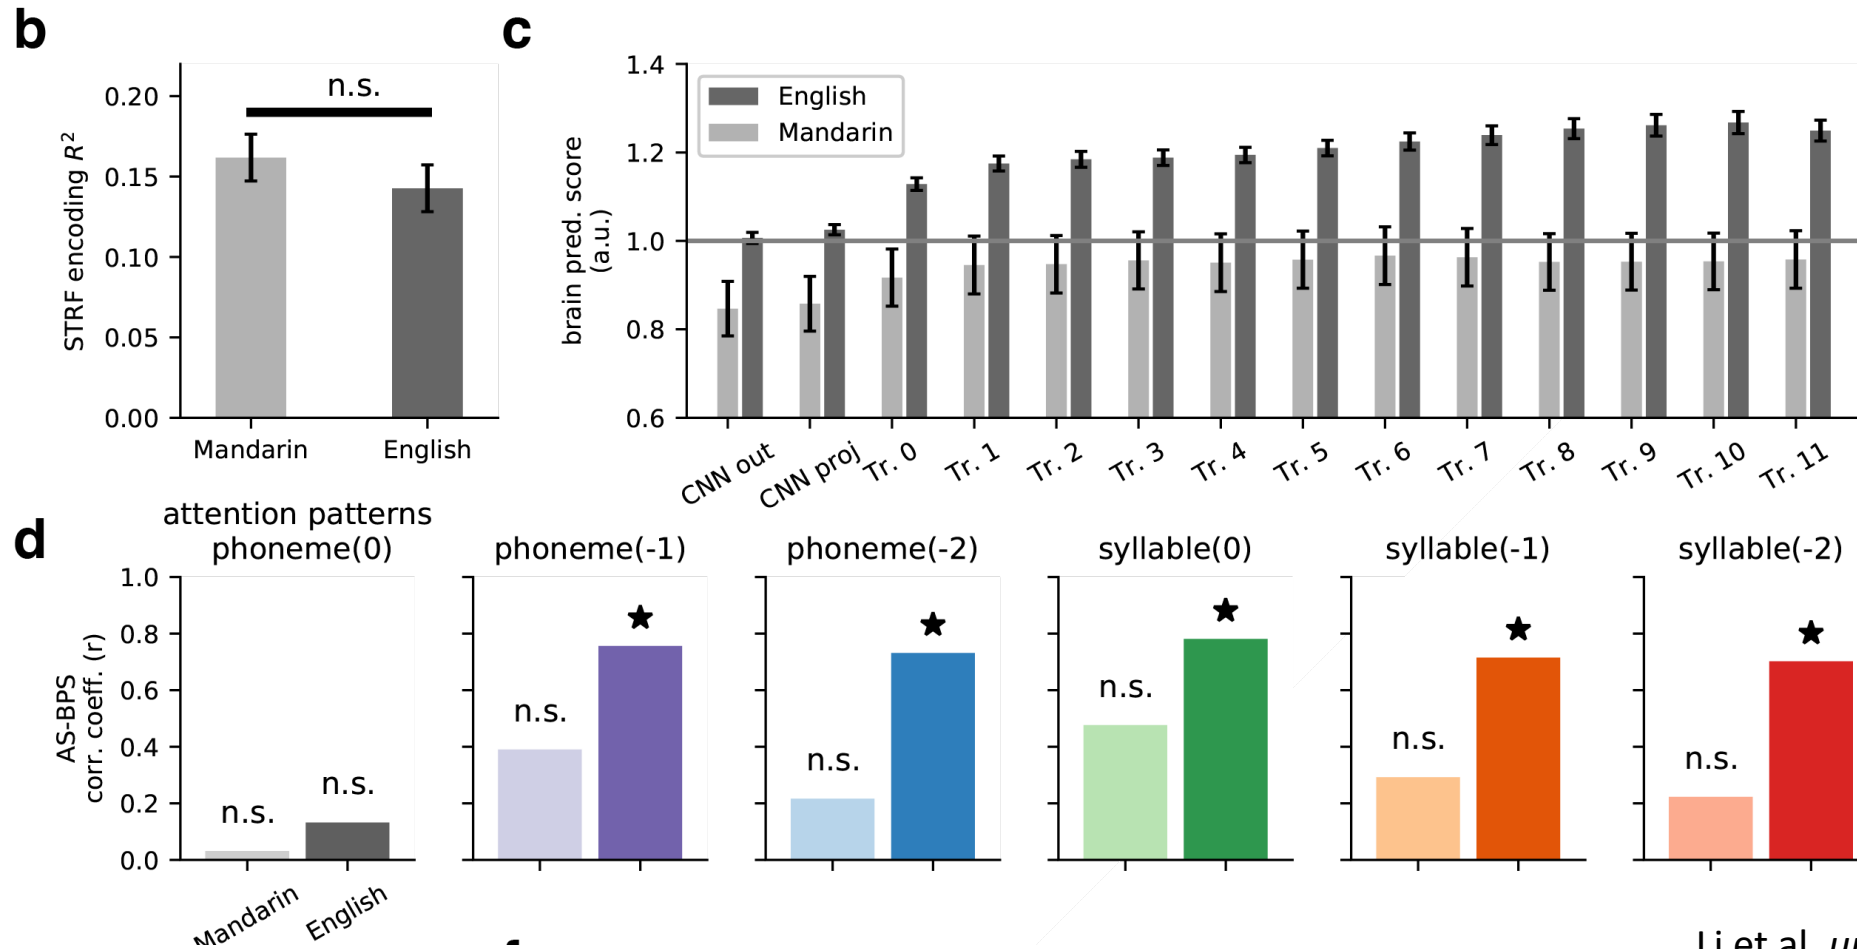 b
n.s.
STRF encoding R²
0.20
0.15
0.10
0.05
0.00
Mandarin English
c
English
Mandarin
brain pred. score
(a.u.)
1.4
1.2
1.0
0.8
0.6
CNN out CNN proj Tr. 0 Tr. 1 Tr. 2 Tr. 3 Tr. 4 Tr. 5 Tr. 6 Tr. 7 Tr. 8 Tr. 9 Tr. 10 Tr. 11
d
attention patterns
phoneme(0) phoneme(-1) phoneme(-2) syllable(0) syllable(-1) syllable(-2)
AS-BPS
corr. coeff. (r)
1.0
0.8
0.6
0.4
0.2
0.0
n.s. n.s. n.s. n.s. n.s. n.s. n.s.
Mandarin English
Li et al.